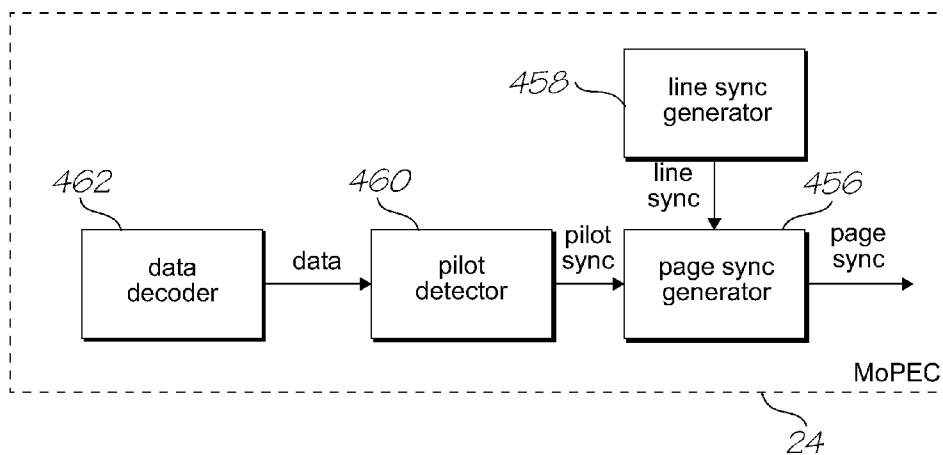 458
line sync
generator
line
sync
462
460
456
data
decoder
data
pilot
detector
pilot
sync
page sync
generator
page
sync
MoPEC
24